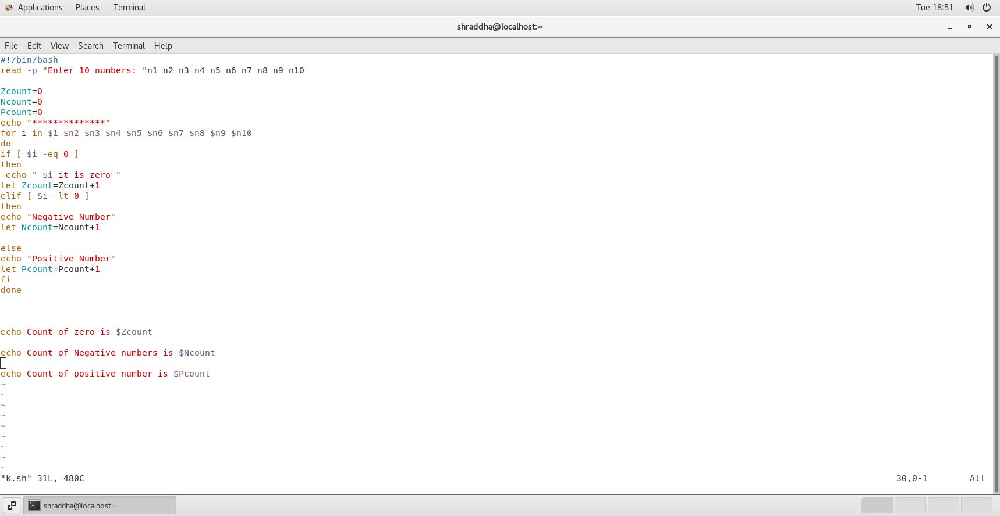 Applications Places Terminal Tue 18:51
shraddha@localhost:~
File Edit View Search Terminal Help
#!/bin/bash
read -p "Enter 10 numbers: "n1 n2 n3 n4 n5 n6 n7 n8 n9 n10
Zcount=0
Ncount=0
Pcount=0
echo "**************"
for i in $1 $n2 $n3 $n4 $n5 $n6 $n7 $n8 $n9 $n10
do
if [ $i -eq 0 ]
then
 echo " $i it is zero "
let Zcount=Zcount+1
elif [ $i -lt 0 ]
then
echo "Negative Number"
let Ncount=Ncount+1
else
echo "Positive Number"
let Pcount=Pcount+1
fi
done
echo Count of zero is $Zcount
echo Count of Negative numbers is $Ncount
echo Count of positive number is $Pcount
~
~
~
~
~
~
~
~
~
"k.sh" 31L, 480C 30,0-1 All
shraddha@localhost:~